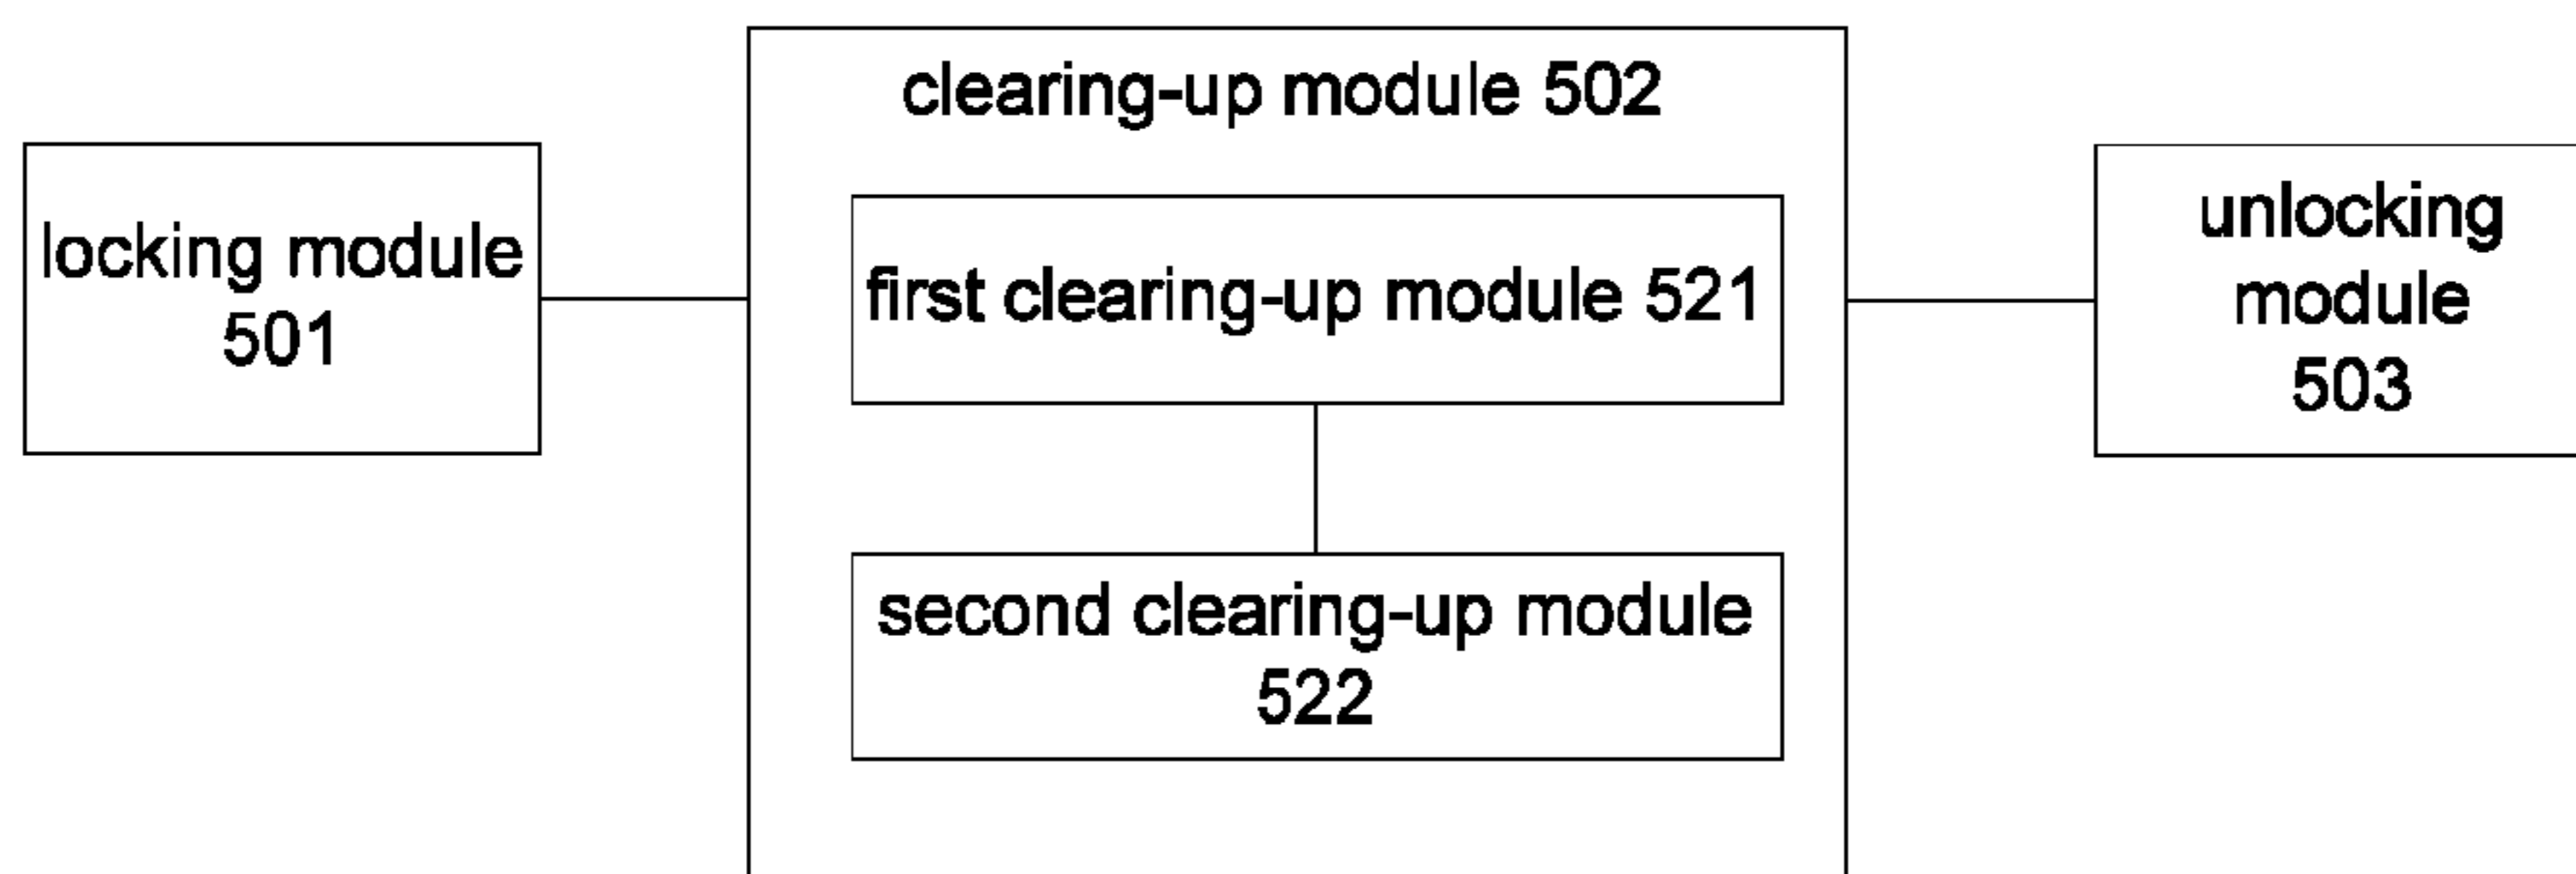 clearing-up module 502
locking module
501
first clearing-up module 521
second clearing-up module
522
unlocking
module
503